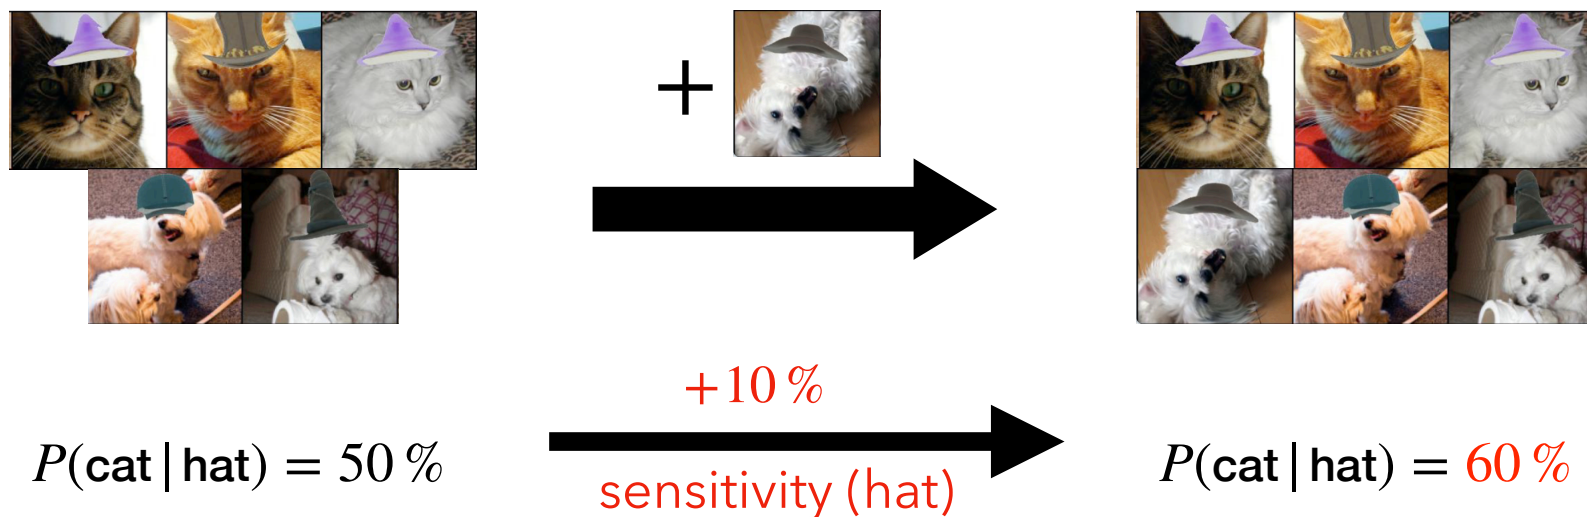 +
+10 %
P(cat | hat) = 50 %
sensitivity (hat)
P(cat | hat) = 60 %